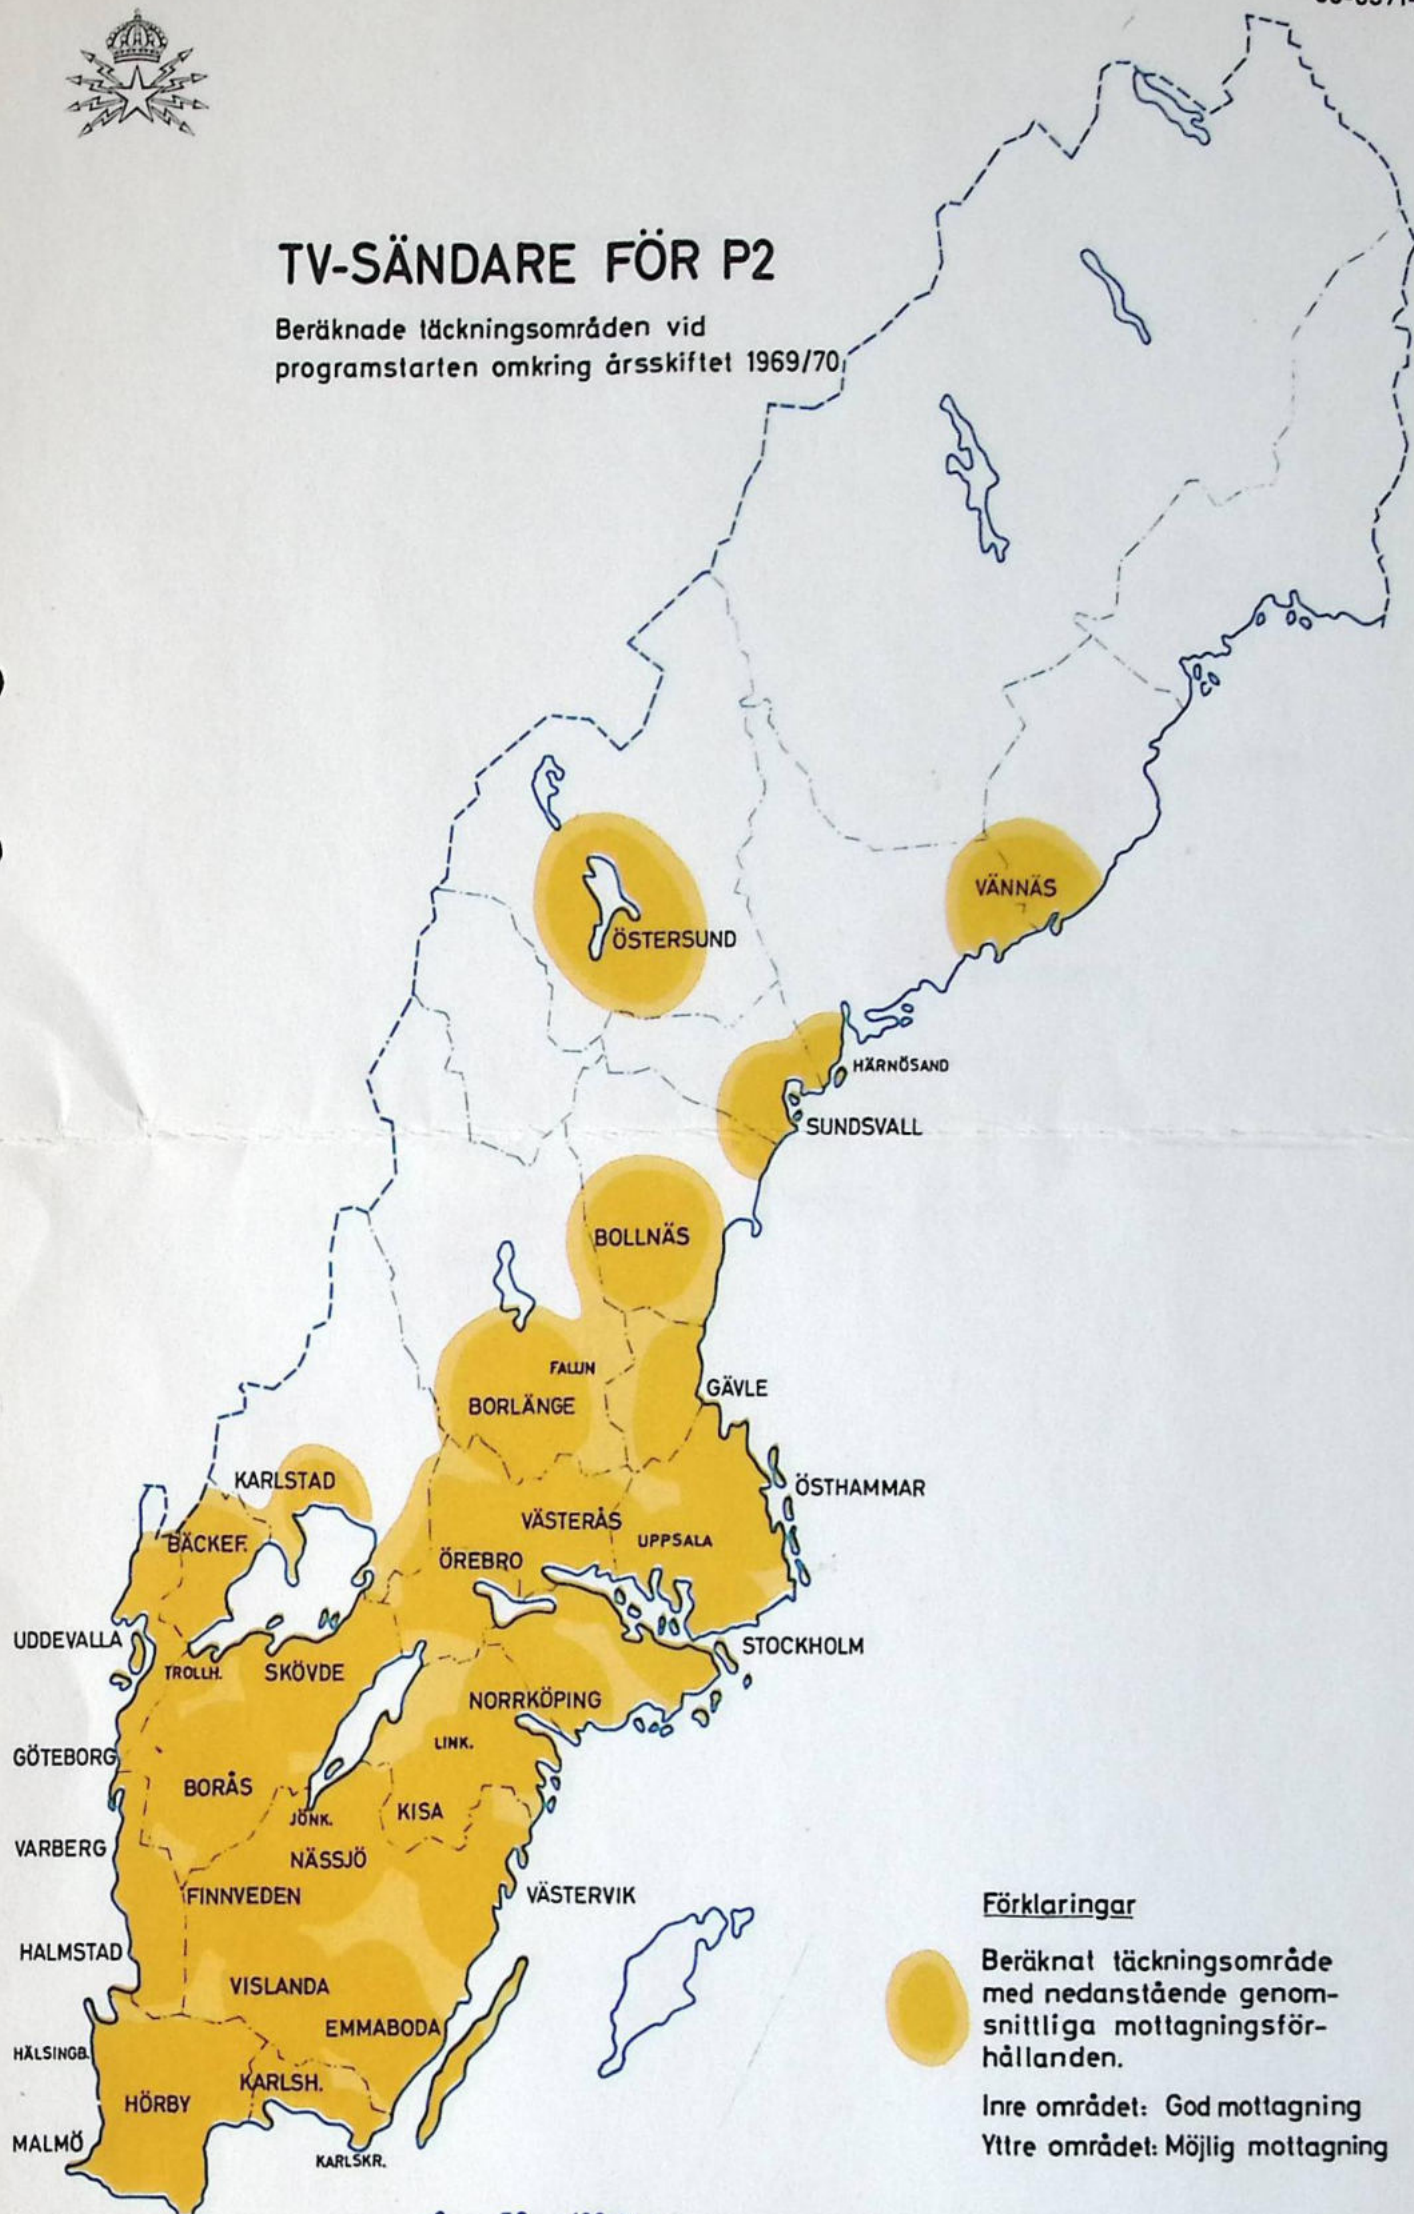 TV-SÄNDARE FÖR P2
Beräknade täckningsområden vid
programstarten omkring årsskiftet 1969/70
VÄNNÄS
ÖSTERSUND
HÄRNÖSAND
SUNDSVALL
BOLLNÄS
FALUN
BORLÄNGE
GÄVLE
KARLSTAD
ÖSTHAMMAR
VÄSTERÅS
UPPSALA
BÄCKEF.
ÖREBRO
UDDEVALLA
STOCKHOLM
TROLLH.
SKÖVDE
NORRKÖPING
LINK.
GÖTEBORG
BORÅS
JÖNK.
KISA
VARBERG
NÄSSJÖ
FINNVEDEN
VÄSTERVIK
HALMSTAD
VISLANDA
EMMABODA
HÄLSINGB.
KARLSH.
HÖRBY
MALMÖ
KARLSKR.
Förklaringar
Beräknat täckningsområde
med nedanstående genom-
snittliga mottagningsför-
hållanden.
Inre området: God mottagning
Yttre området: Möjlig mottagning